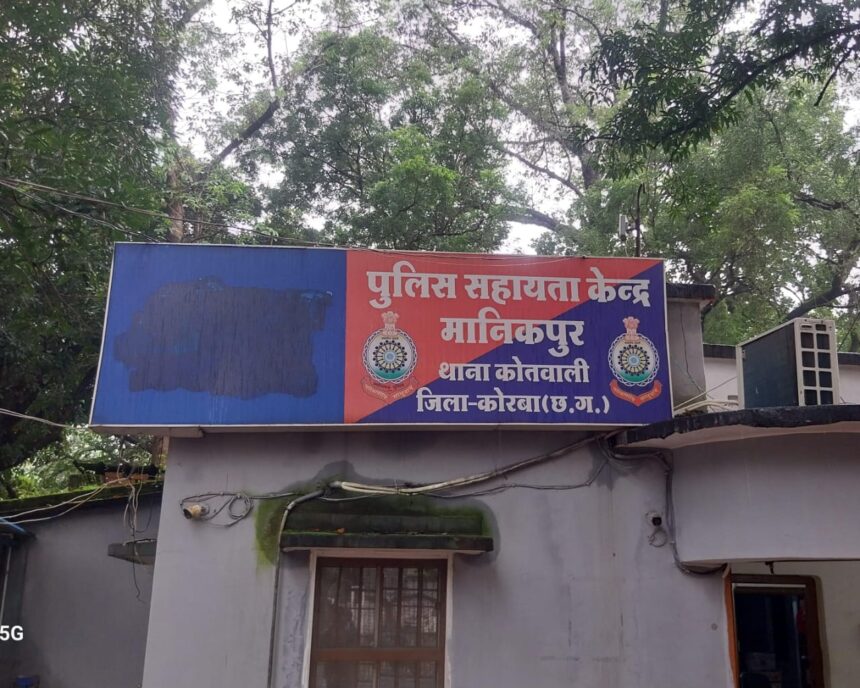 पुलिस सहायता केन्द्र
मानिकपुर
थाना कोतवाली
जिला-कोरबा(छ.ग.)
5G